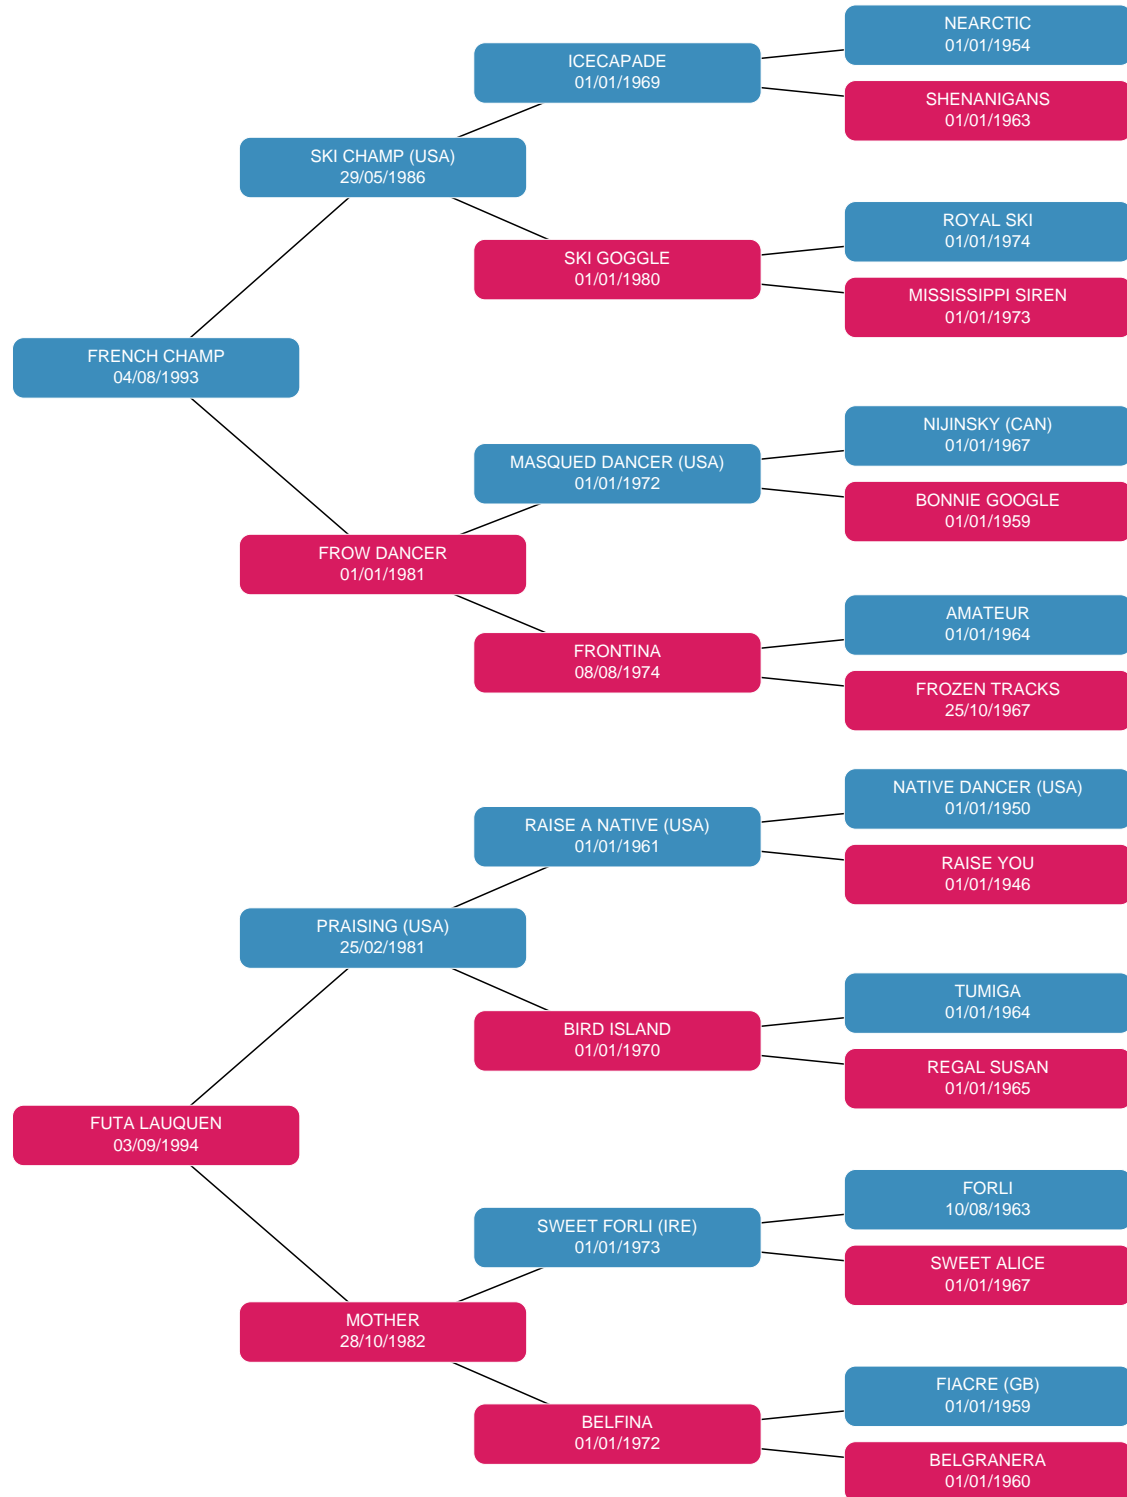 NEARCTIC
01/01/1954
ICECAPADE
01/01/1969
SHENANIGANS
01/01/1963
SKI CHAMP (USA)
29/05/1986
ROYAL SKI
01/01/1974
SKI GOGGLE
01/01/1980
MISSISSIPPI SIREN
01/01/1973
FRENCH CHAMP
04/08/1993
NIJINSKY (CAN)
01/01/1967
MASQUED DANCER (USA)
01/01/1972
BONNIE GOOGLE
01/01/1959
FROW DANCER
01/01/1981
AMATEUR
01/01/1964
FRONTINA
08/08/1974
FROZEN TRACKS
25/10/1967
NATIVE DANCER (USA)
01/01/1950
RAISE A NATIVE (USA)
01/01/1961
RAISE YOU
01/01/1946
PRAISING (USA)
25/02/1981
TUMIGA
01/01/1964
BIRD ISLAND
01/01/1970
REGAL SUSAN
01/01/1965
FUTA LAUQUEN
03/09/1994
FORLI
10/08/1963
SWEET FORLI (IRE)
01/01/1973
SWEET ALICE
01/01/1967
MOTHER
28/10/1982
FIACRE (GB)
01/01/1959
BELFINA
01/01/1972
BELGRANERA
01/01/1960